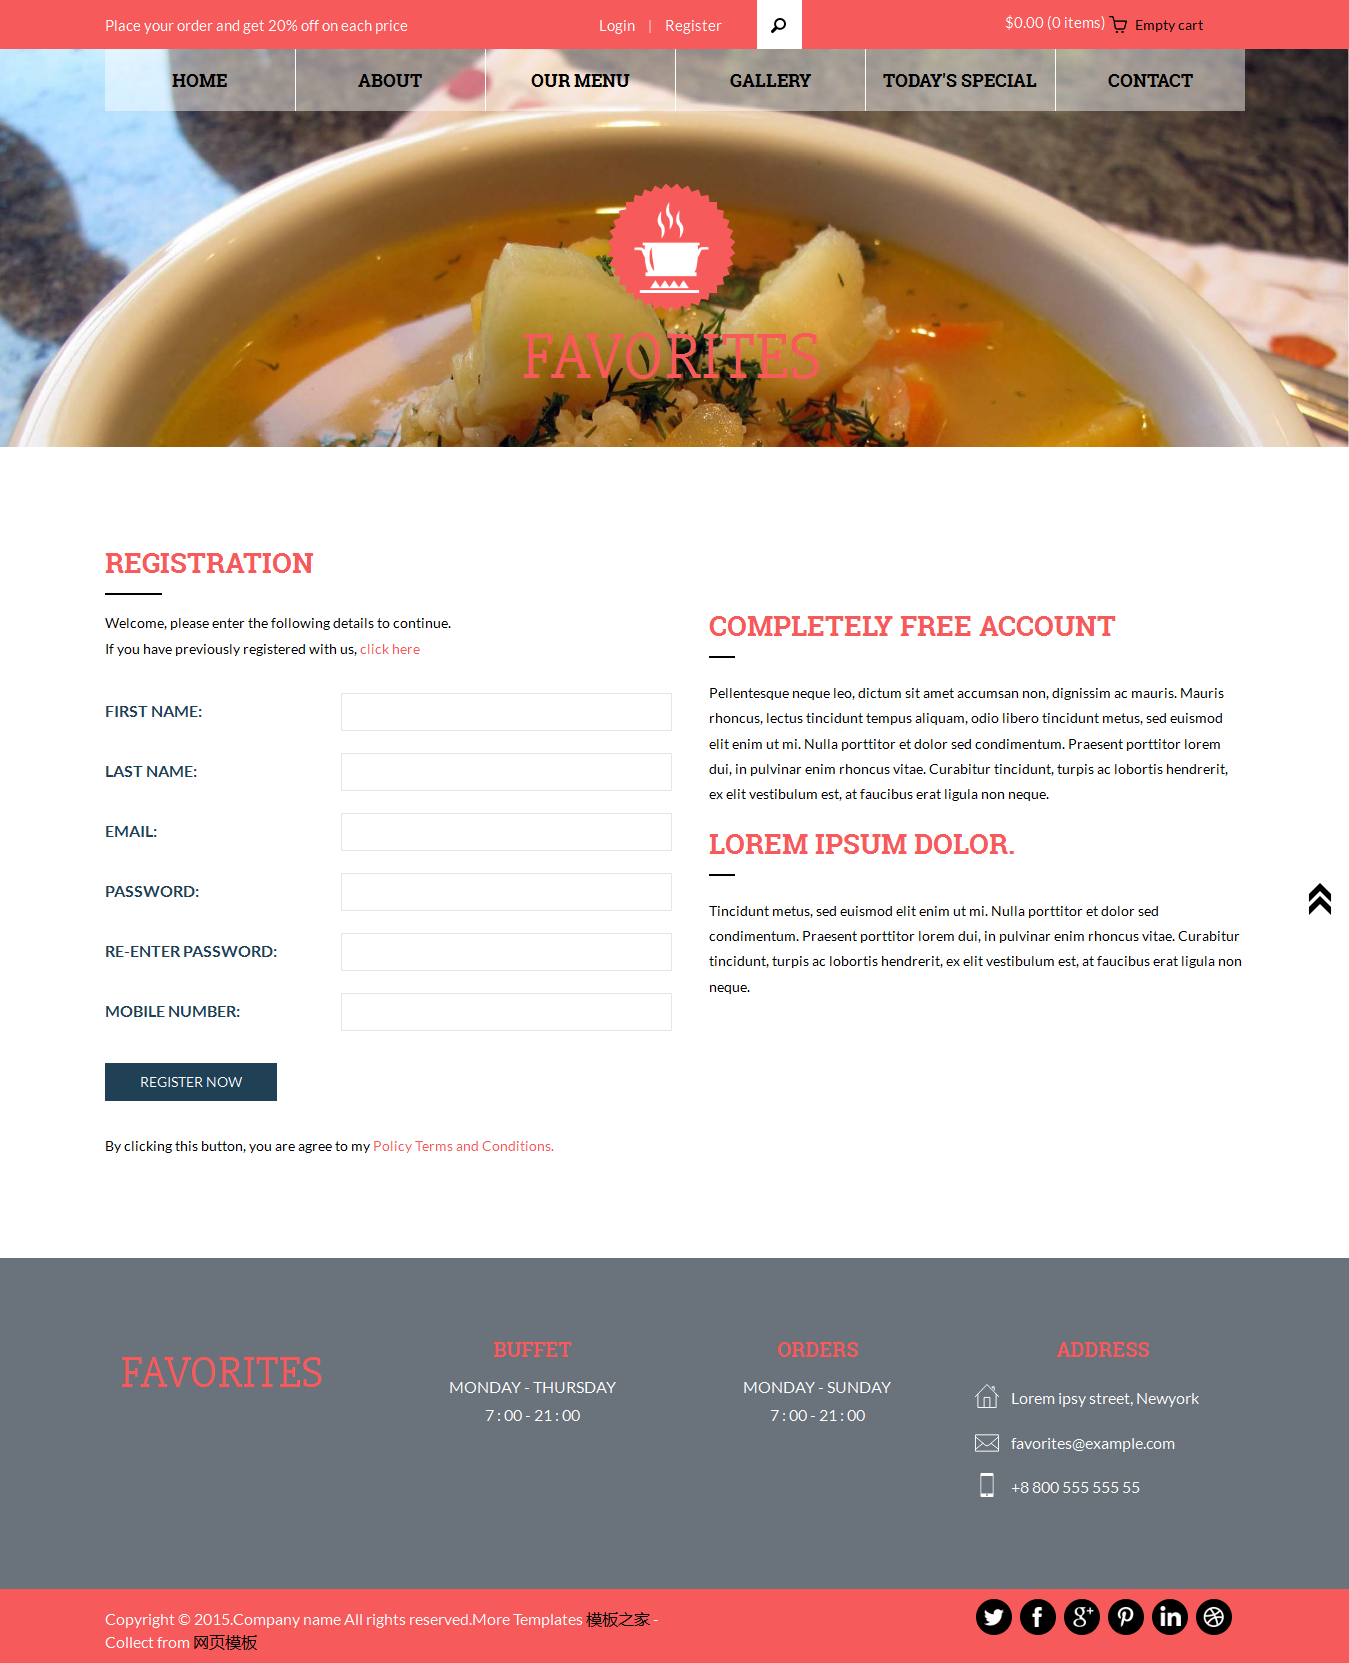 Place your order and get 20% off on each price
Login | Register
$0.00 (0 items) Empty cart
HOME
ABOUT
OUR MENU
GALLERY
TODAY'S SPECIAL
CONTACT
FAVORITES
REGISTRATION
Welcome, please enter the following details to continue.
If you have previously registered with us, click here
FIRST NAME:
LAST NAME:
EMAIL:
PASSWORD:
RE-ENTER PASSWORD:
MOBILE NUMBER:
REGISTER NOW
By clicking this button, you are agree to my Policy Terms and Conditions.
COMPLETELY FREE ACCOUNT
Pellentesque neque leo, dictum sit amet accumsan non, dignissim ac mauris. Mauris
rhoncus, lectus tincidunt tempus aliquam, odio libero tincidunt metus, sed euismod
elit enim ut mi. Nulla porttitor et dolor sed condimentum. Praesent porttitor lorem
dui, in pulvinar enim rhoncus vitae. Curabitur tincidunt, turpis ac lobortis hendrerit,
ex elit vestibulum est, at faucibus erat ligula non neque.
LOREM IPSUM DOLOR.
Tincidunt metus, sed euismod elit enim ut mi. Nulla porttitor et dolor sed
condimentum. Praesent porttitor lorem dui, in pulvinar enim rhoncus vitae. Curabitur
tincidunt, turpis ac lobortis hendrerit, ex elit vestibulum est, at faucibus erat ligula non
neque.
FAVORITES
BUFFET
MONDAY - THURSDAY
7 : 00 - 21 : 00
ORDERS
MONDAY - SUNDAY
7 : 00 - 21 : 00
ADDRESS
Lorem ipsy street, Newyork
favorites@example.com
+8 800 555 555 55
Copyright © 2015.Company name All rights reserved.More Templates 模板之家 -
Collect from 网页模板